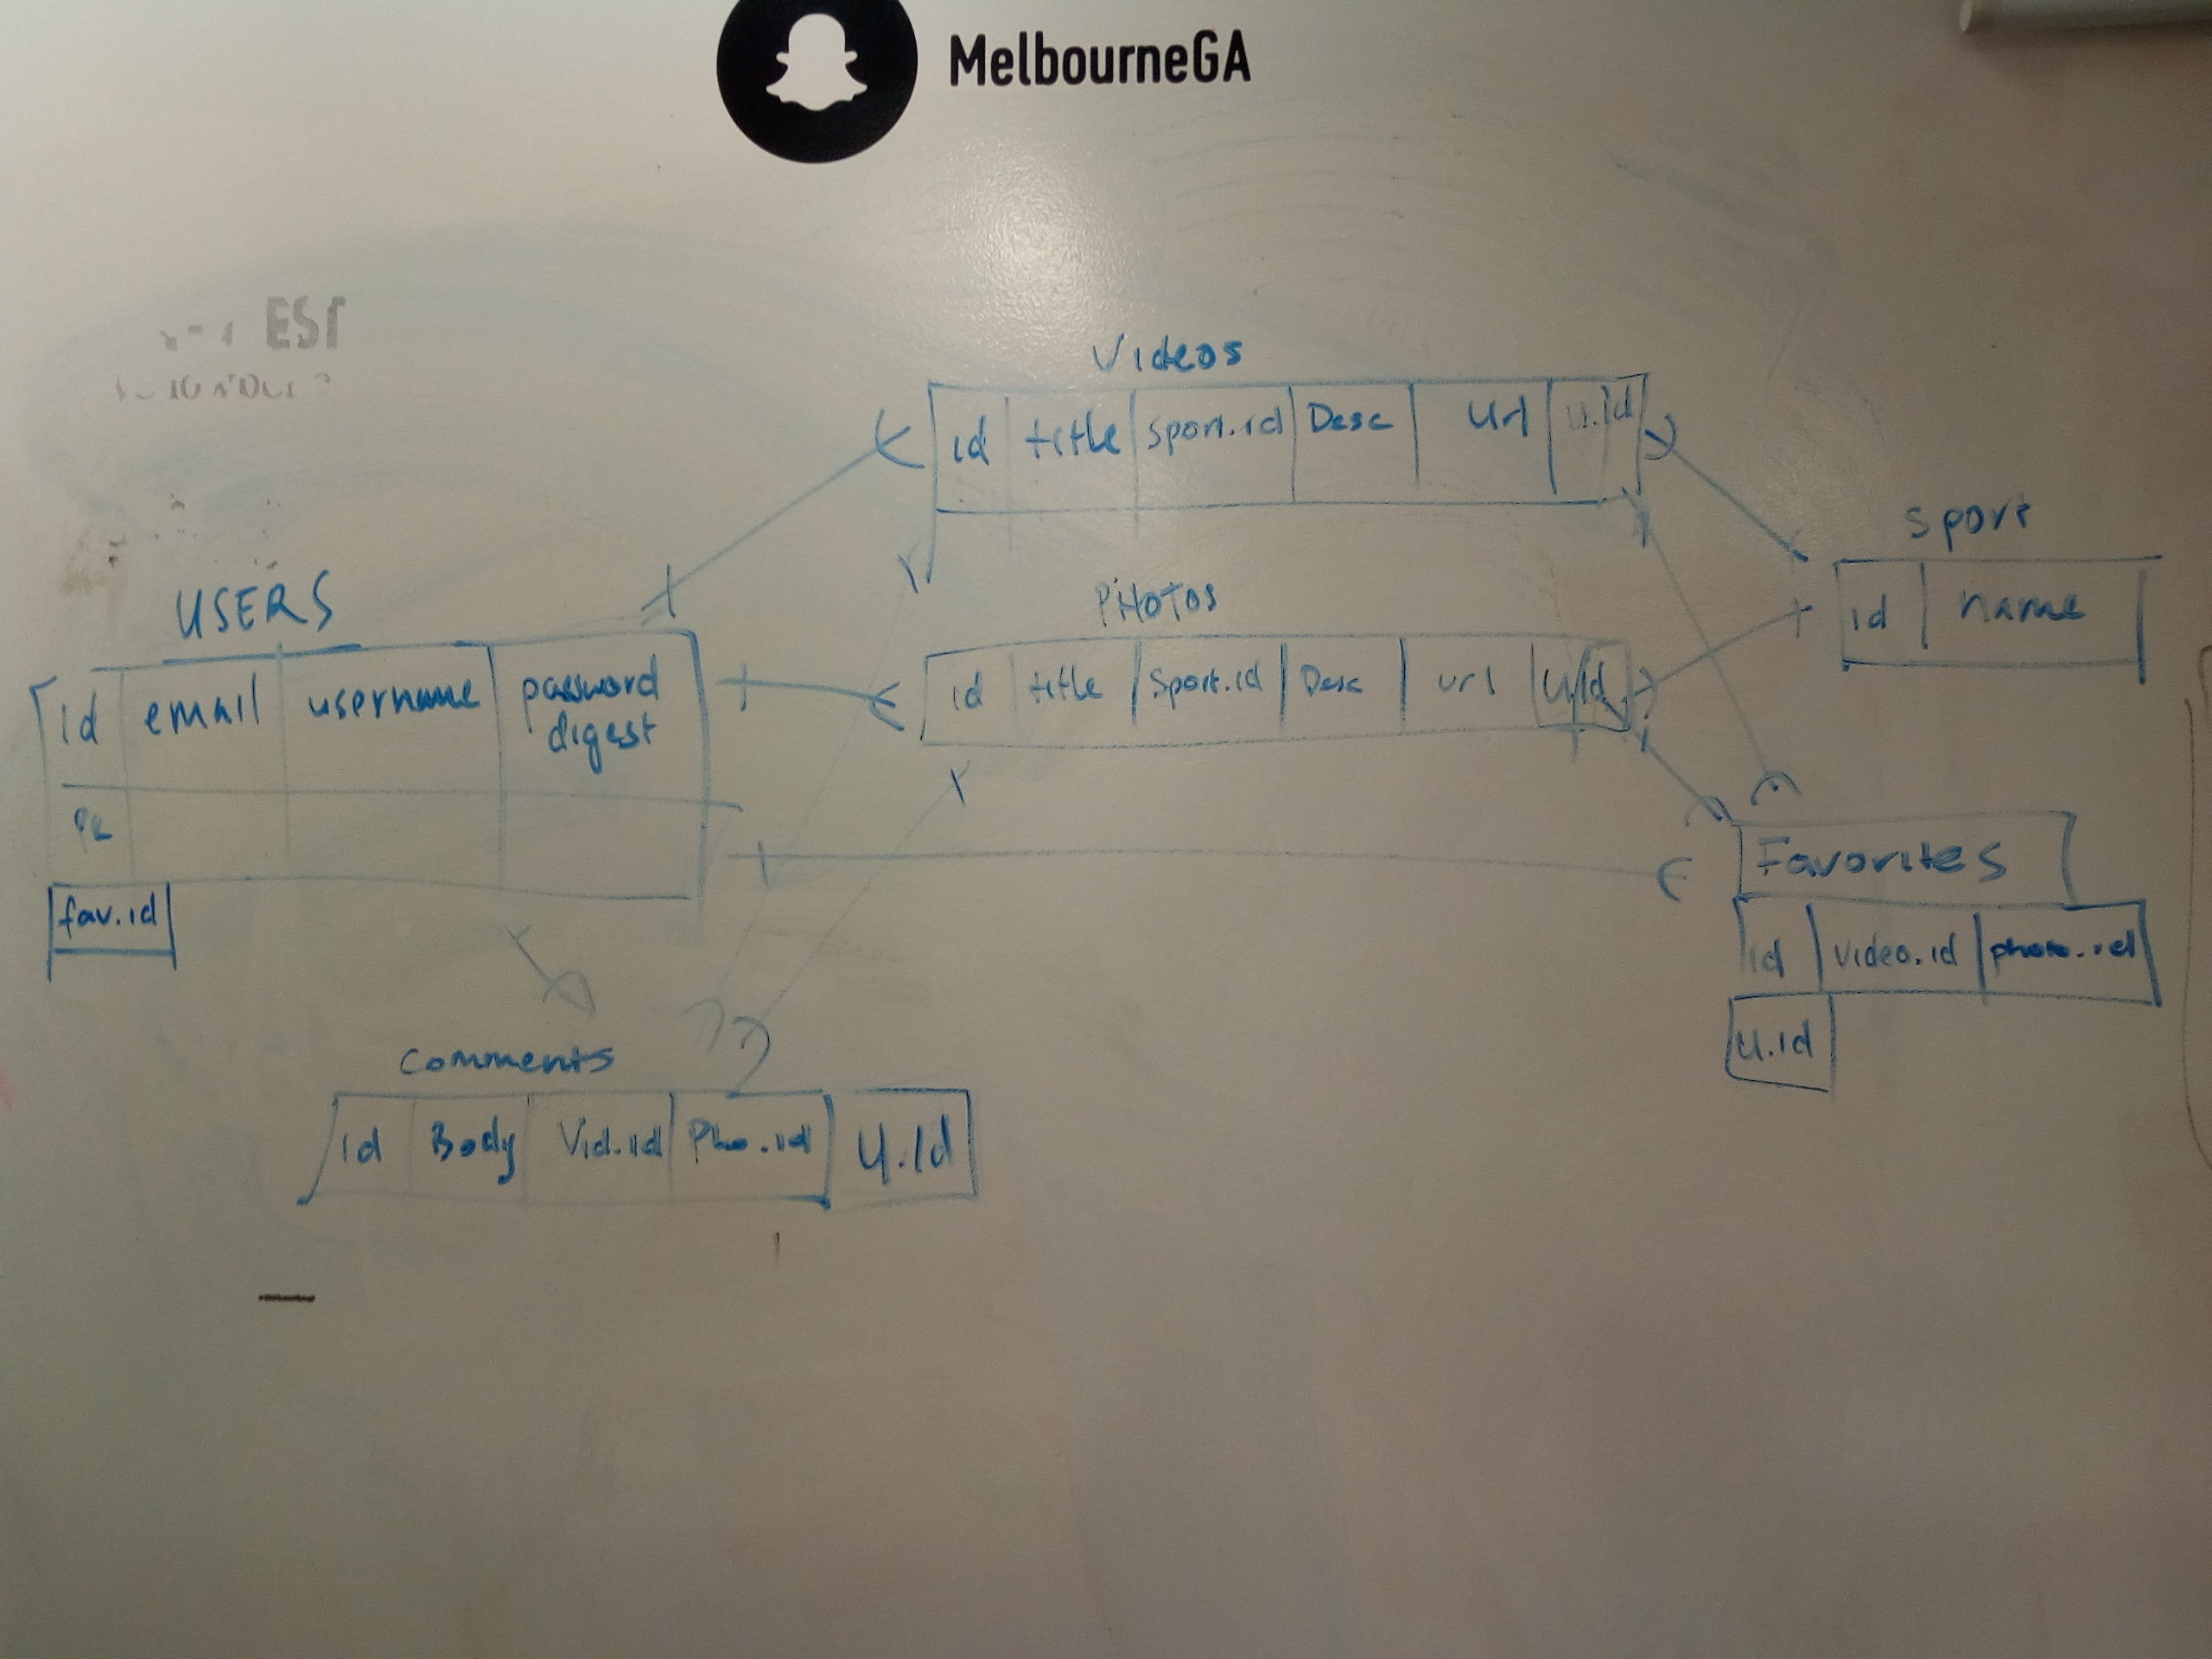 MelbourneGA
Videos
id title sport.id Desc url u.id
sport
id name
PHOTOS
id title Sport.id Desc url U.id
USERS
id email username password digest
fav.id
Favorites
id video.id photo.id
u.id
Comments
id Body Vid.id Pho.id U.Id